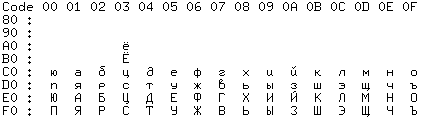 Code 00 01 02 03 04 05 06 07 08 09 0A 0B 0C 0D 0E 0F
80 :
90 :
A0 : ё
B0 : Ё
C0 : ю а б ц д е ф г х и й к л м н о
D0 : п я р с т у ж в ь ы з ш э щ ч ъ
E0 : Ю А Б Ц Д Е Ф Г Х И Й К Л М Н О
F0 : П Я Р С Т У Ж В Ь Ы З Ш Э Щ Ч Ъ